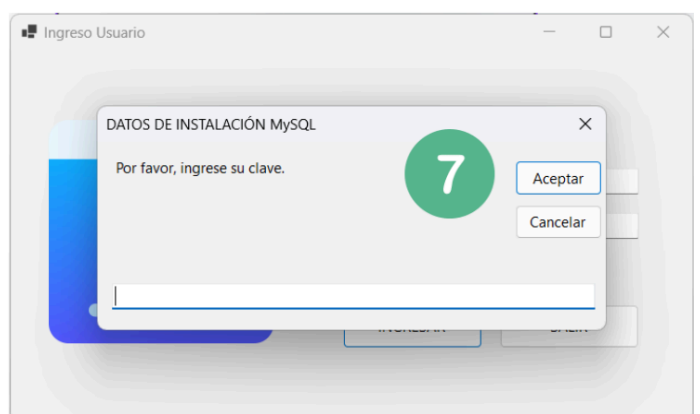 Ingreso Usuario
DATOS DE INSTALACIÓN MySQL
Por favor, ingrese su clave.
7
Aceptar
Cancelar